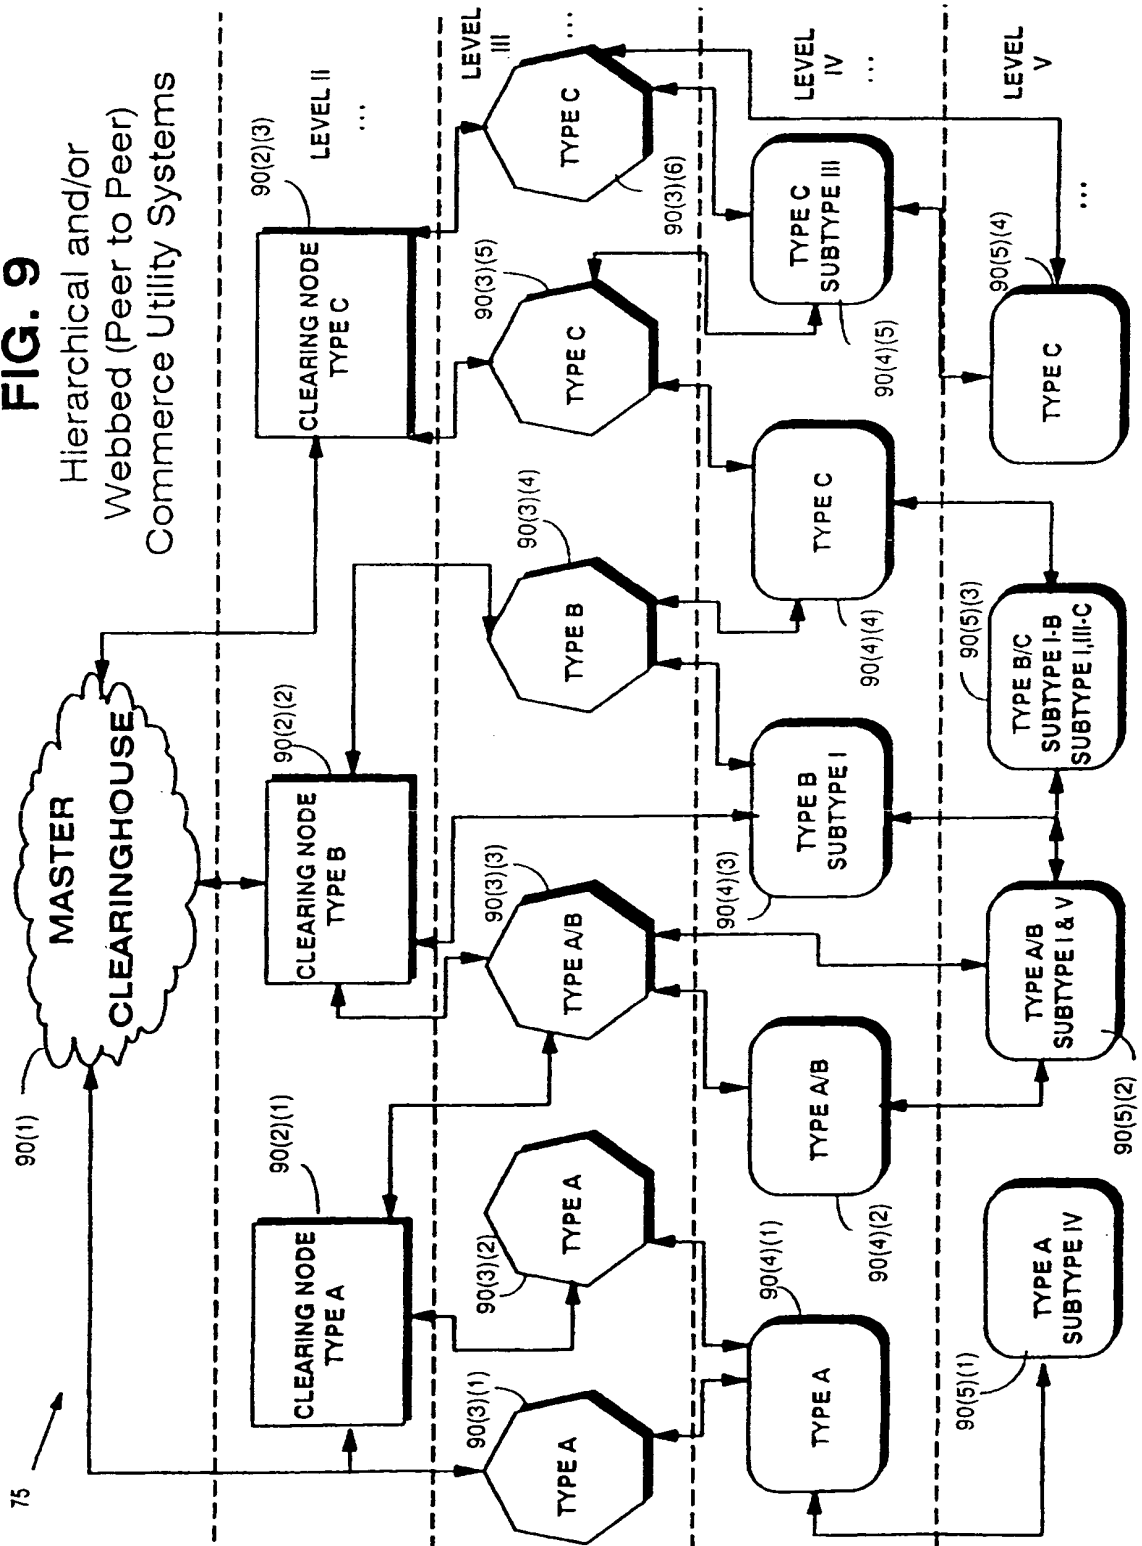 FIG. 9
Hierarchical and/or
Webbed (Peer to Peer)
Commerce Utility Systems
75
90(1)
MASTER
CLEARINGHOUSE
LEVEL II
...
90(2)(1)
CLEARING NODE
TYPE A
90(2)(2)
CLEARING NODE
TYPE B
90(2)(3)
CLEARING NODE
TYPE C
LEVEL
III
...
90(3)(1)
TYPE A
90(3)(2)
TYPE A
90(3)(3)
TYPE A/B
90(3)(4)
TYPE B
90(3)(5)
TYPE C
90(3)(6)
TYPE C
LEVEL
IV
...
90(4)(1)
TYPE A
90(4)(2)
TYPE A/B
90(4)(3)
TYPE B
SUBTYPE I
90(4)(4)
TYPE C
90(4)(5)
TYPE C
SUBTYPE III
LEVEL
V
...
90(5)(1)
TYPE A
SUBTYPE IV
90(5)(2)
TYPE A/B
SUBTYPE I & V
90(5)(3)
TYPE B/C
SUBTYPE I-B
SUBTYPE I,III-C
90(5)(4)
TYPE C